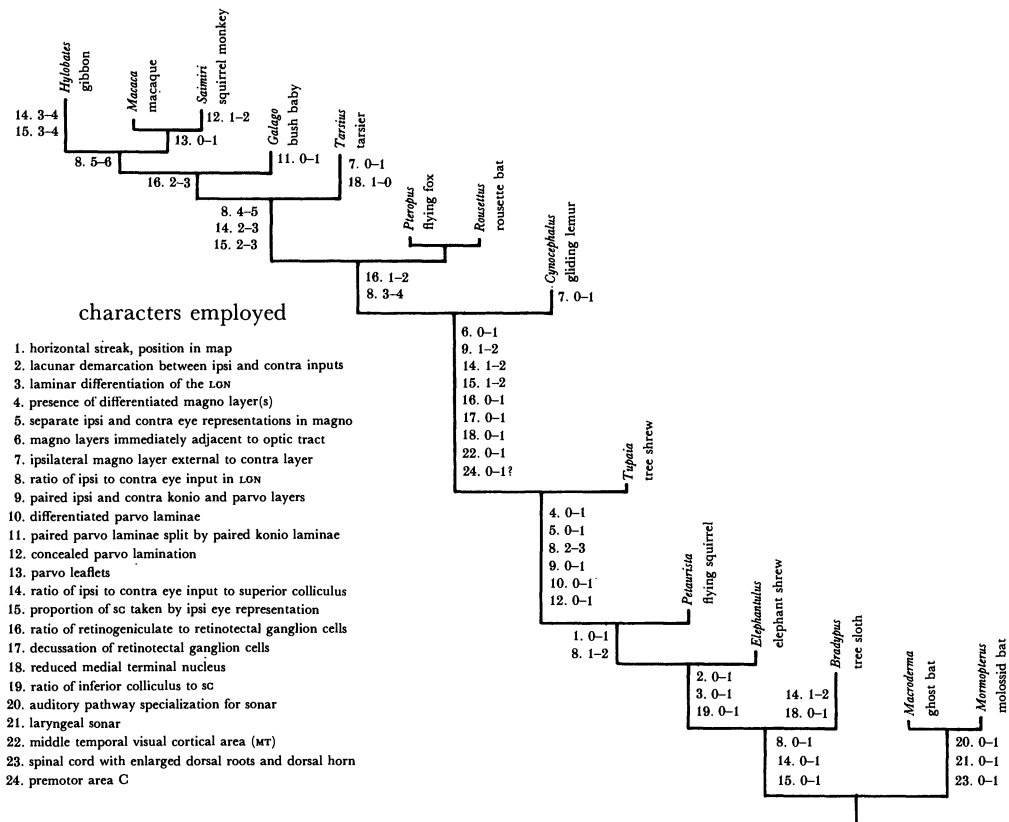 Hylobates
gibbon
Macaca
macaque
Saimiri
squirrel monkey
14. 3–4
15. 3–4
12. 1–2
13. 0–1
8. 5–6
Galago
bush baby
11. 0–1
Tarsius
tarsier
7. 0–1
18. 1–0
16. 2–3
8. 4–5
14. 2–3
15. 2–3
Pteropus
flying fox
Rousettus
rousette bat
16. 1–2
8. 3–4
Cynocephalus
gliding lemur
7. 0–1
6. 0–1
9. 1–2
14. 1–2
15. 1–2
16. 0–1
17. 0–1
18. 0–1
22. 0–1
24. 0–1?
Tupaia
tree shrew
4. 0–1
5. 0–1
8. 2–3
9. 0–1
10. 0–1
12. 0–1
Petaurista
flying squirrel
1. 0–1
8. 1–2
Elephantulus
elephant shrew
2. 0–1
3. 0–1
19. 0–1
Bradypus
tree sloth
14. 1–2
18. 0–1
8. 0–1
14. 0–1
15. 0–1
Macroderma
ghost bat
Mormopterus
molossid bat
20. 0–1
21. 0–1
23. 0–1
characters employed
1. horizontal streak, position in map
2. lacunar demarcation between ipsi and contra inputs
3. laminar differentiation of the LGN
4. presence of differentiated magno layer(s)
5. separate ipsi and contra eye representations in magno
6. magno layers immediately adjacent to optic tract
7. ipsilateral magno layer external to contra layer
8. ratio of ipsi to contra eye input in LGN
9. paired ipsi and contra konio and parvo layers
10. differentiated parvo laminae
11. paired parvo laminae split by paired konio laminae
12. concealed parvo lamination
13. parvo leaflets
14. ratio of ipsi to contra eye input to superior colliculus
15. proportion of SC taken by ipsi eye representation
16. ratio of retinogeniculate to retinotectal ganglion cells
17. decussation of retinotectal ganglion cells
18. reduced medial terminal nucleus
19. ratio of inferior colliculus to SC
20. auditory pathway specialization for sonar
21. laryngeal sonar
22. middle temporal visual cortical area (MT)
23. spinal cord with enlarged dorsal roots and dorsal horn
24. premotor area C